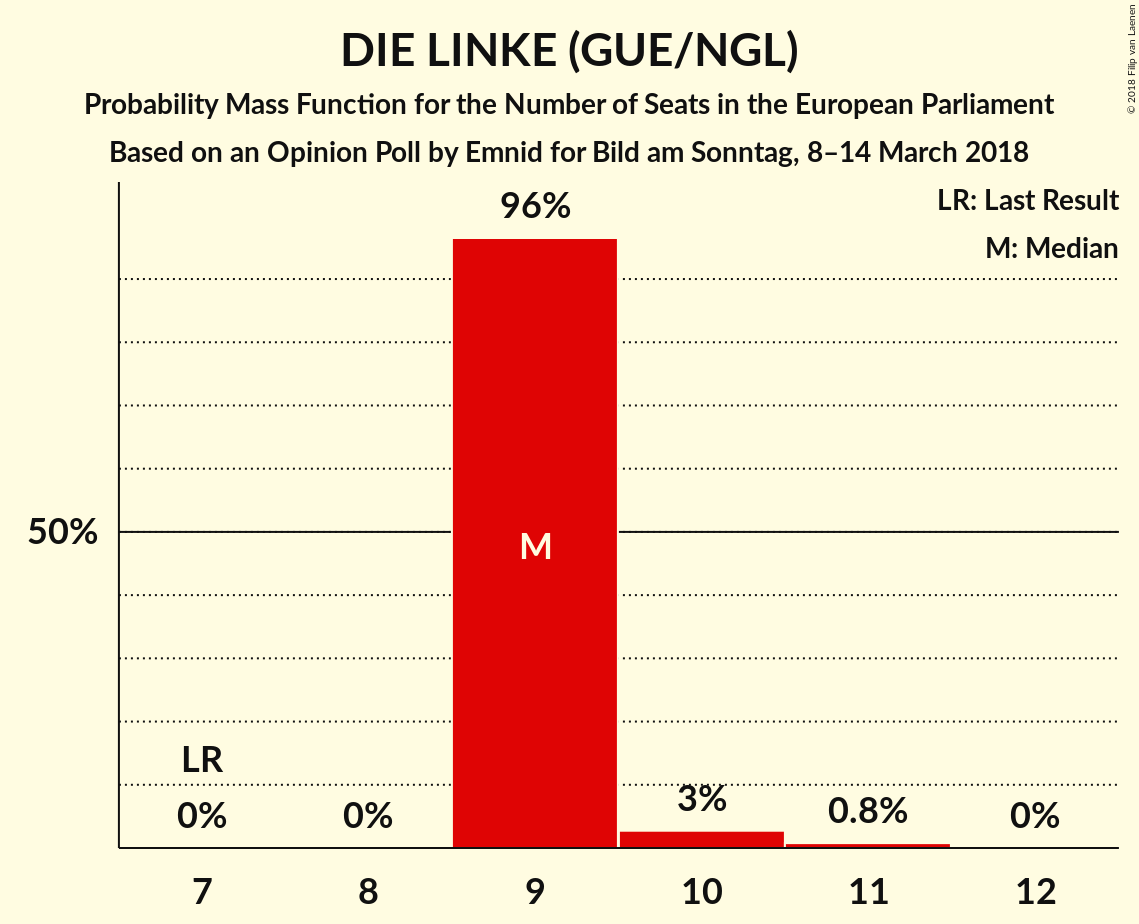 DIE LINKE (GUE/NGL)
Probability Mass Function for the Number of Seats in the European Parliament
Based on an Opinion Poll by Emnid for Bild am Sonntag, 8–14 March 2018
© 2018 Filip van Laenen
LR: Last Result
M: Median
96%
50%
M
LR
0%
0%
3%
0.8%
0%
7
8
9
10
11
12